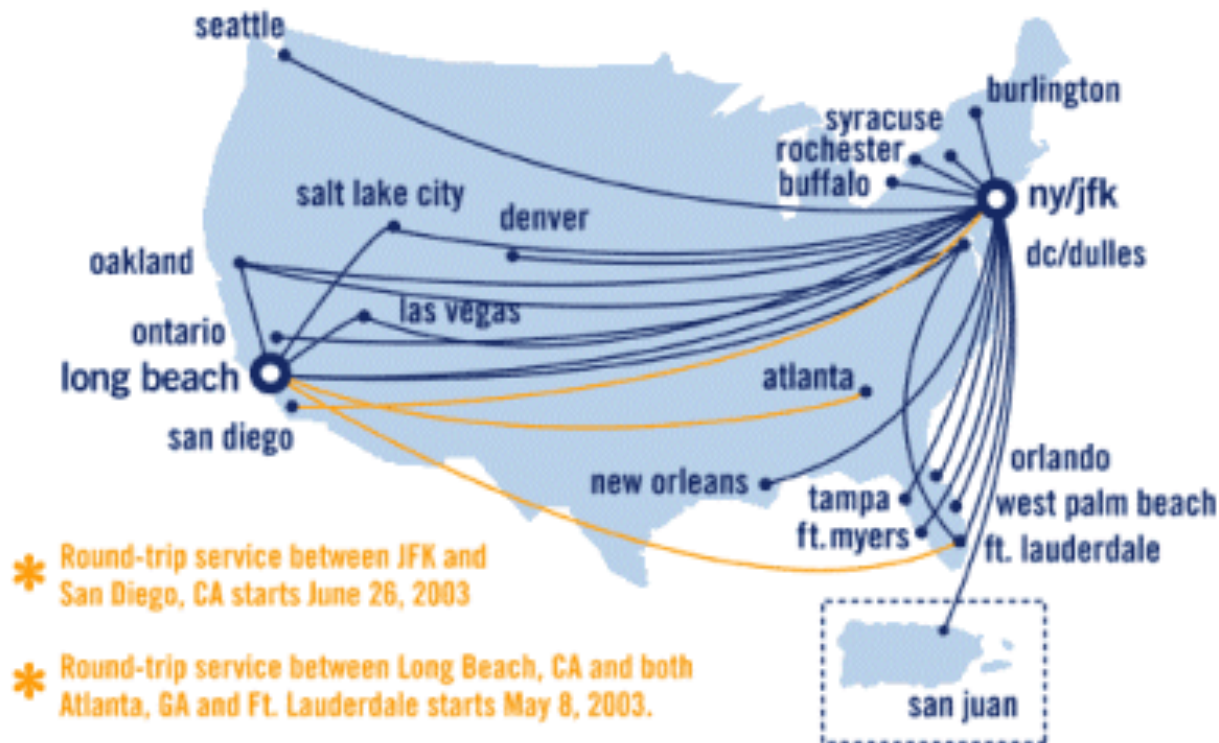 seattle
burlington
syracuse
rochester
buffalo
salt lake city
ny/jfk
denver
oakland
dc/dulles
las vegas
ontario
long beach
atlanta
san diego
orlando
new orleans
tampa
west palm beach
ft. myers
ft. lauderdale
* Round-trip service between JFK and
San Diego, CA starts June 26, 2003
* Round-trip service between Long Beach, CA and both
Atlanta, GA and Ft. Lauderdale starts May 8, 2003.
san juan